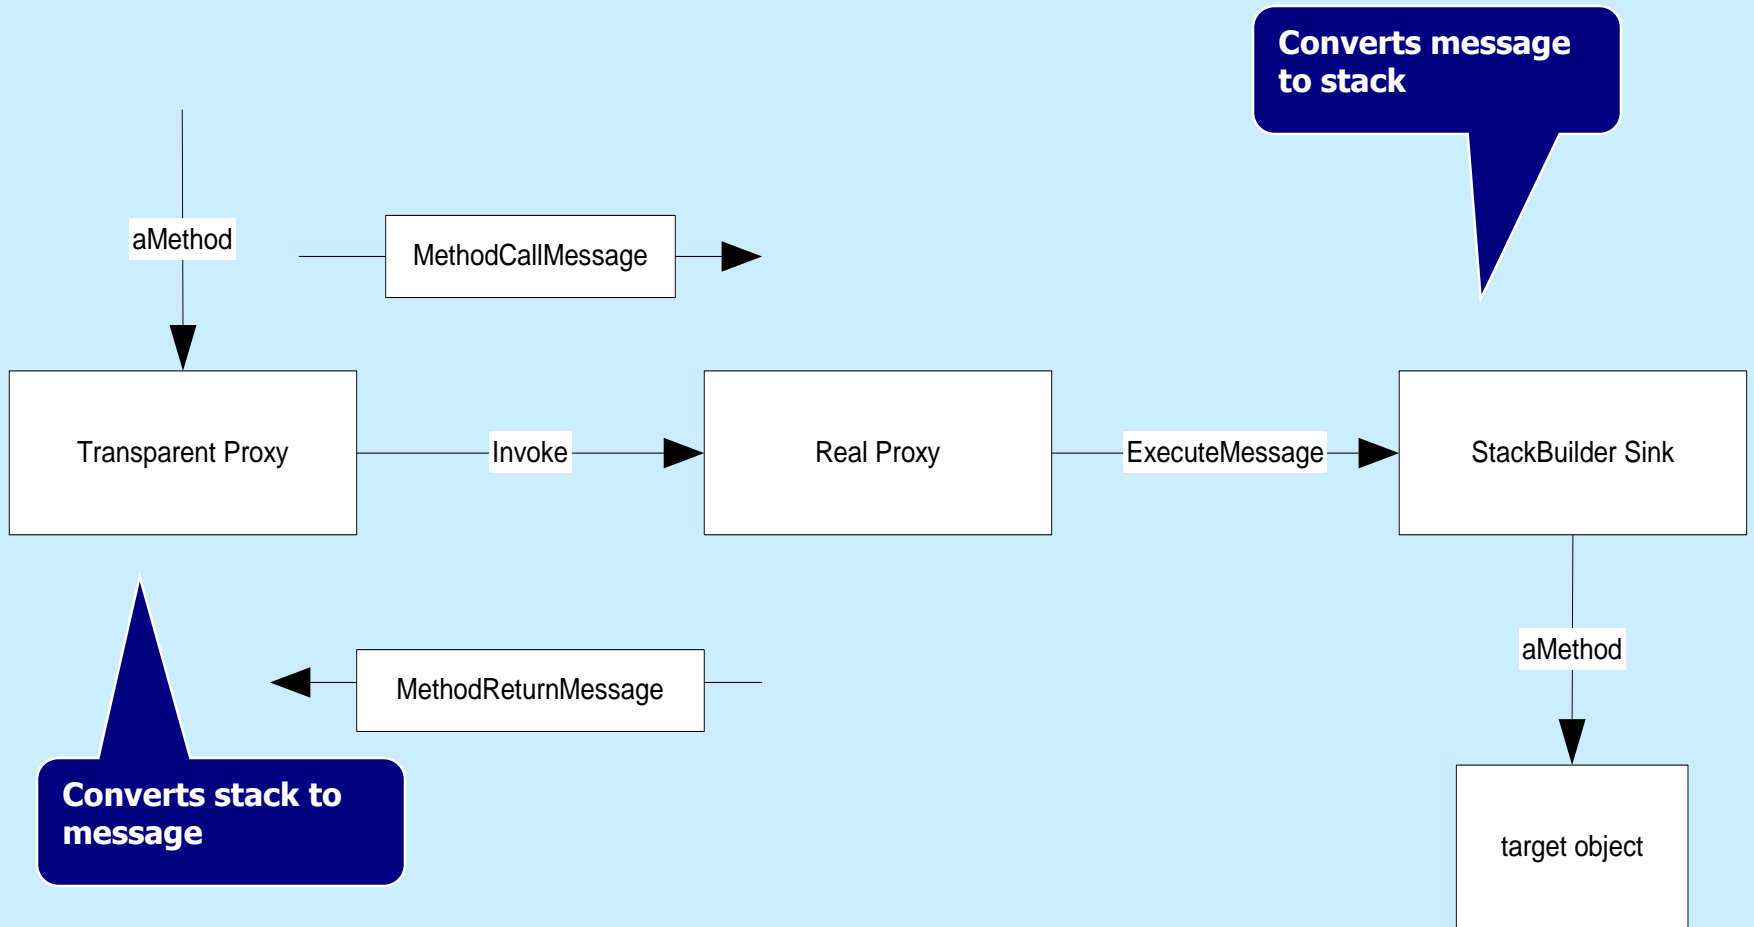 Converts message
to stack
aMethod
MethodCallMessage
Transparent Proxy
Invoke
Real Proxy
ExecuteMessage
StackBuilder Sink
aMethod
MethodReturnMessage
Converts stack to
message
target object